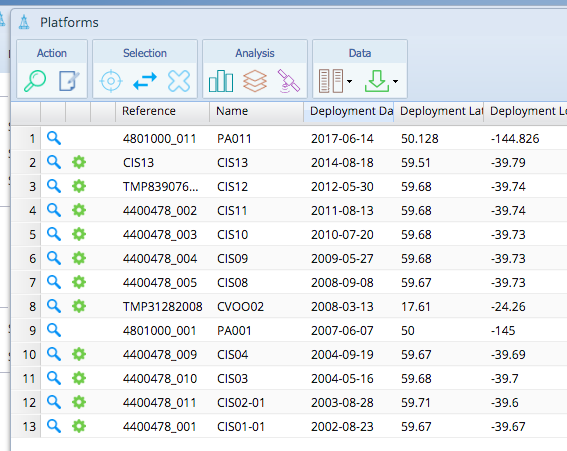 Platforms
Action Selection Analysis Data
Reference Name Deployment Da Deployment Lat Deployment Lo
1 4801000_011 PA011 2017-06-14 50.128 -144.826
2 CIS13 CIS13 2014-08-18 59.51 -39.79
3 TMP839076... CIS12 2012-05-30 59.68 -39.74
4 4400478_002 CIS11 2011-08-13 59.68 -39.74
5 4400478_003 CIS10 2010-07-20 59.68 -39.73
6 4400478_004 CIS09 2009-05-27 59.68 -39.73
7 4400478_005 CIS08 2008-09-08 59.67 -39.73
8 TMP31282008 CVOO02 2008-03-13 17.61 -24.26
9 4801000_001 PA001 2007-06-07 50 -145
10 4400478_009 CIS04 2004-09-19 59.67 -39.69
11 4400478_010 CIS03 2004-05-16 59.68 -39.7
12 4400478_011 CIS02-01 2003-08-28 59.71 -39.6
13 4400478_001 CIS01-01 2002-08-23 59.67 -39.67